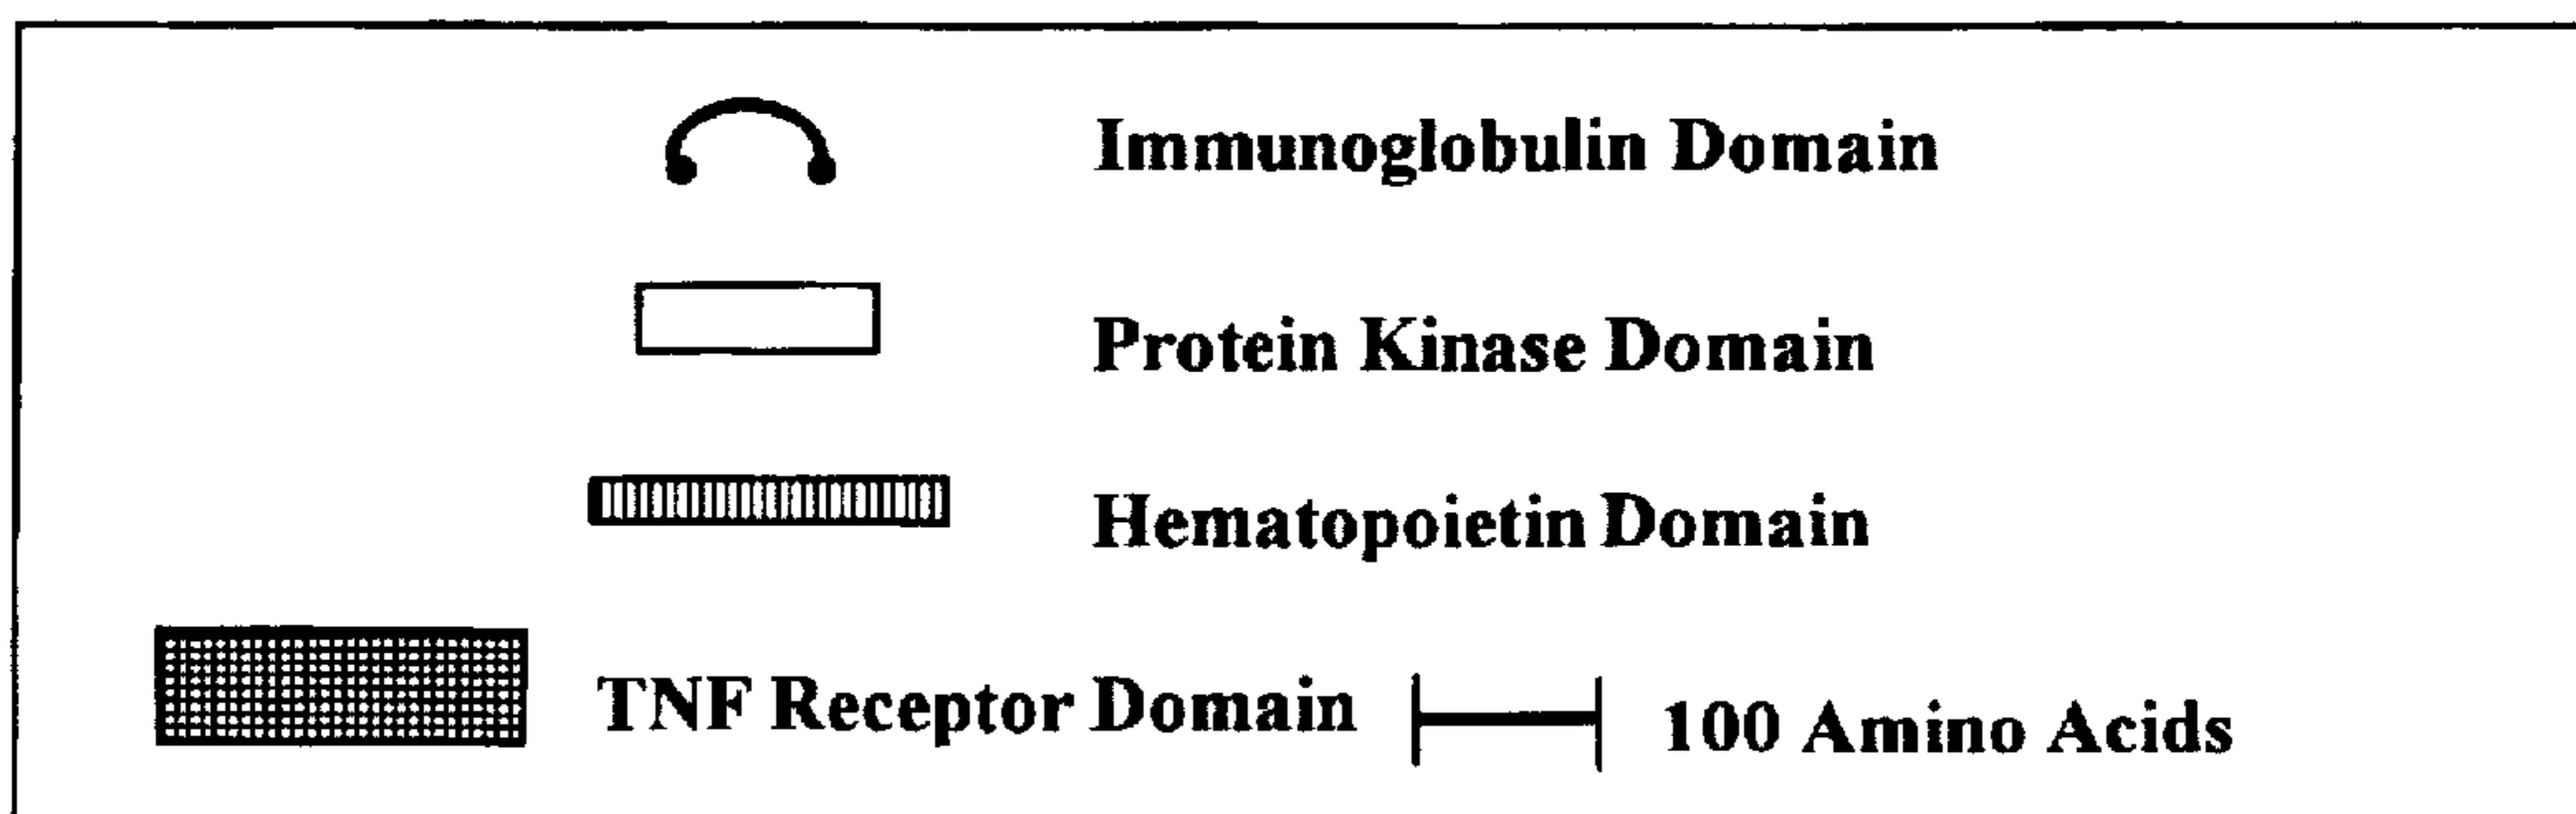 Immunoglobulin Domain
Protein Kinase Domain
Hematopoietin Domain
TNF Receptor Domain 100 Amino Acids